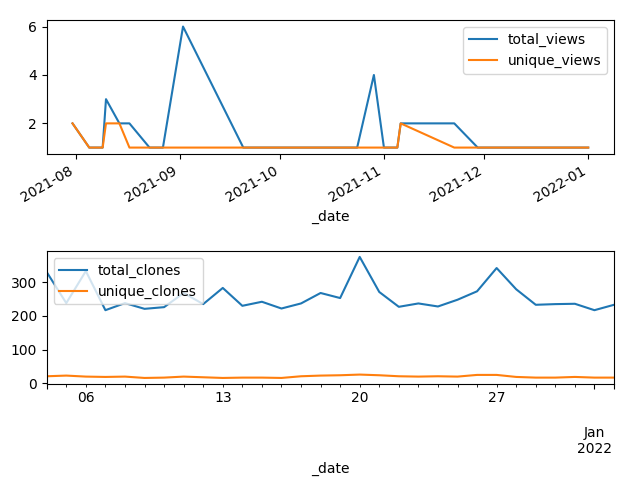 6
4
2
total_views
unique_views
2021-08
2021-09
2021-10
2021-11
2021-12
2022-01
_date
300
200
100
0
total_clones
unique_clones
06
13
20
27
Jan
2022
_date